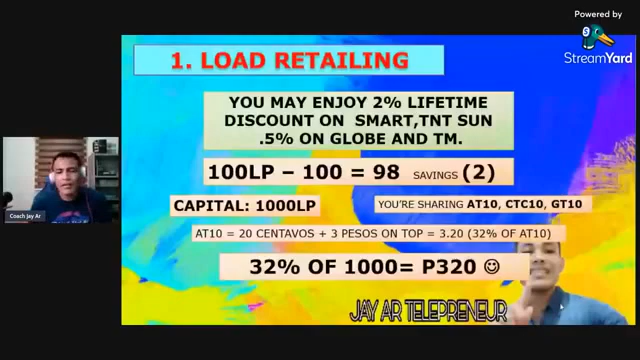 Powered by
StreamYard
1. LOAD RETAILING
YOU MAY ENJOY 2% LIFETIME
DISCOUNT ON SMART,TNT SUN
.5% ON GLOBE AND TM.
100LP – 100 = 98 SAVINGS (2)
CAPITAL: 1000LP
YOU'RE SHARING AT10, CTC10, GT10
AT10 = 20 CENTAVOS + 3 PESOS ON TOP = 3.20 (32% OF AT10)
32% OF 1000= P320 ☺
Coach Jay Ar
JAY AR TELEPRENEUR